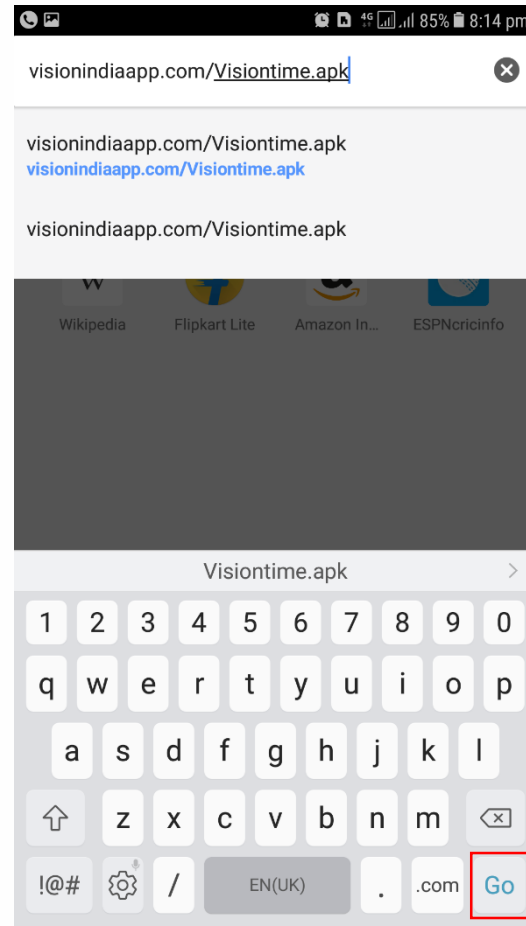 4G 85% 8:14 pm
visionindiaapp.com/Visiontime.apk
visionindiaapp.com/Visiontime.apk
visionindiaapp.com/Visiontime.apk
visionindiaapp.com/Visiontime.apk
W
Wikipedia Flipkart Lite Amazon In... ESPNcricinfo
Visiontime.apk
1 2 3 4 5 6 7 8 9 0
q w e r t y u i o p
a s d f g h j k l
z x c v b n m
!@# / EN(UK) . .com Go